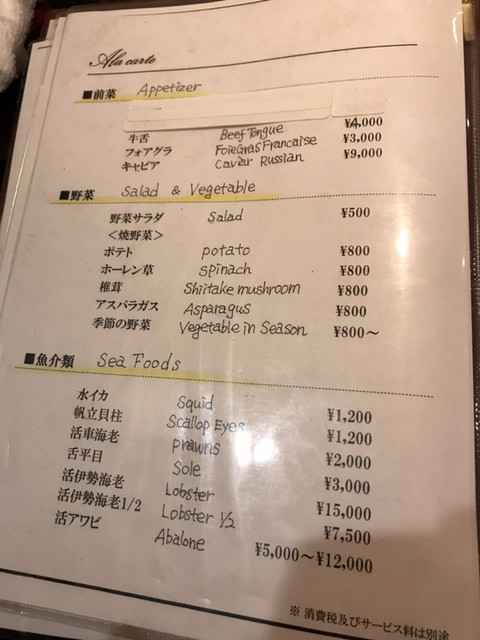 A la carte
■前菜 Appetizer
牛舌 Beef Tongue ¥4,000
フォアグラ Foie Gras Francaise ¥3,000
キャビア Caviar Russian ¥9,000
■野菜 Salad & Vegetable
野菜サラダ Salad ¥500
＜焼野菜＞
ポテト potato ¥800
ホーレン草 spinach ¥800
椎茸 Shiitake mushroom ¥800
アスパラガス Asparagus ¥800
季節の野菜 Vegetable in Season ¥800～
■魚介類 Sea Foods
水イカ squid ¥1,200
帆立貝柱 Scallop Eyes ¥1,200
活車海老 prawns ¥2,000
舌平目 Sole ¥3,000
活伊勢海老 Lobster ¥15,000
活伊勢海老1/2 Lobster 1/2 ¥7,500
活アワビ Abalone ¥5,000～¥12,000
※ 消費税及びサービス料は別途